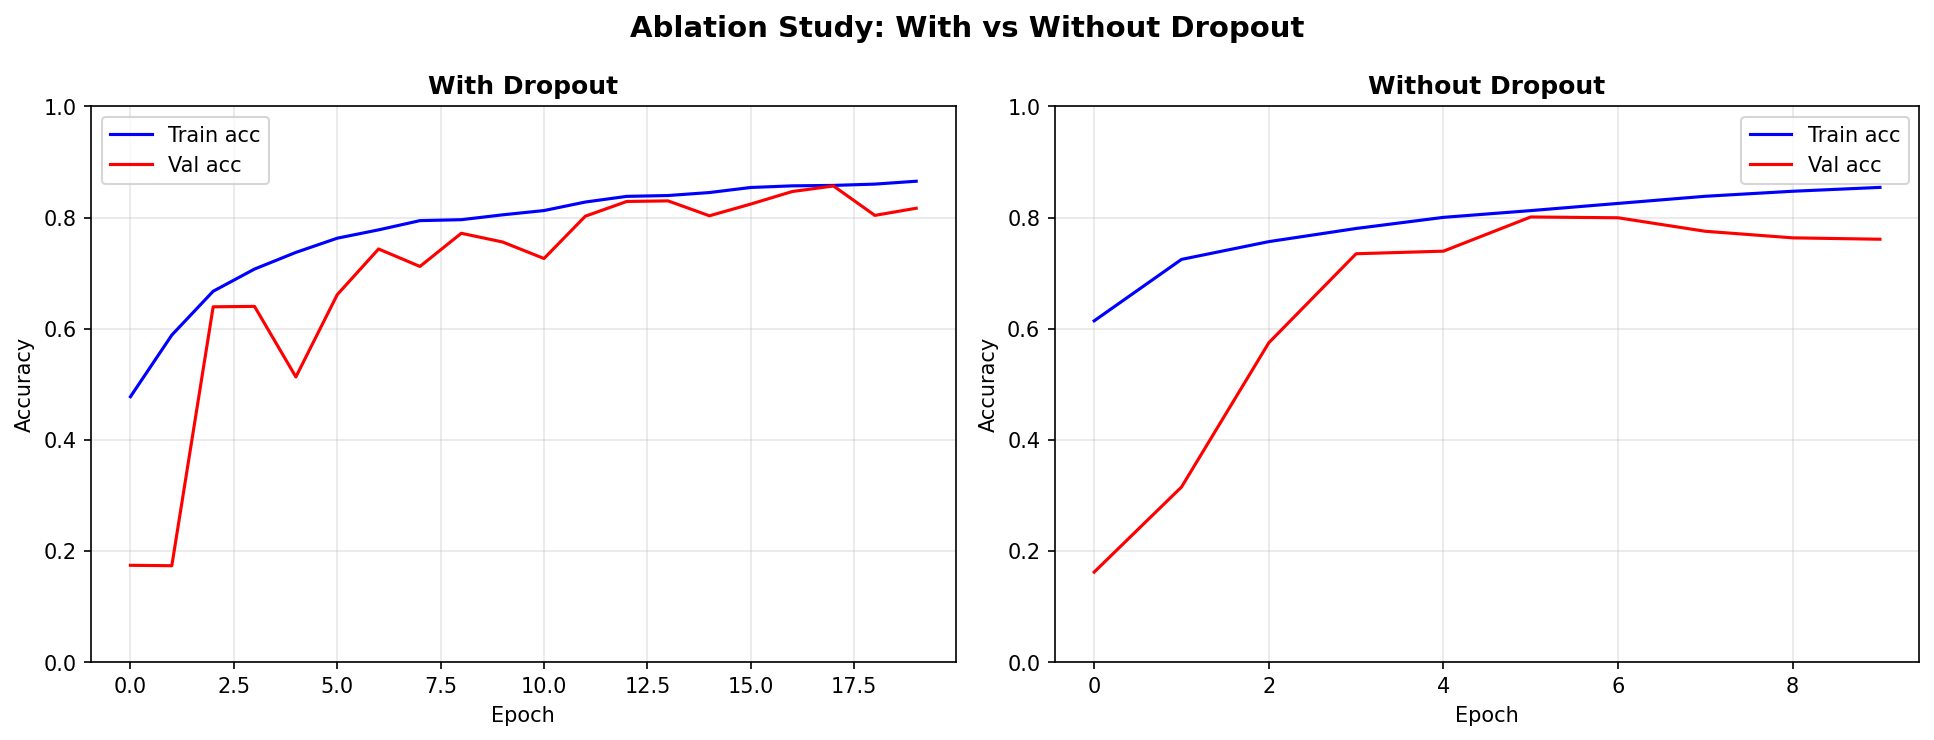 Ablation Study: With vs Without Dropout
With Dropout
Train acc
Val acc
Accuracy
1.0
0.8
0.6
0.4
0.2
0.0
0.0 2.5 5.0 7.5 10.0 12.5 15.0 17.5
Epoch
Without Dropout
Train acc
Val acc
Accuracy
1.0
0.8
0.6
0.4
0.2
0.0
0 2 4 6 8
Epoch